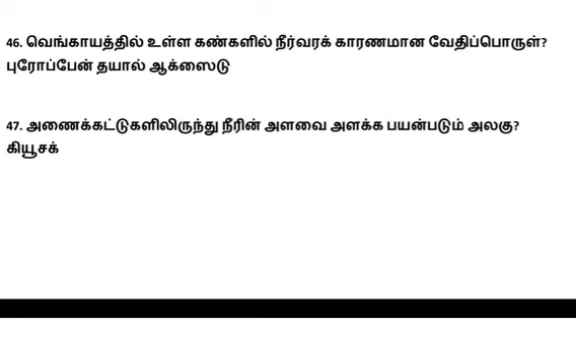 46. வெங்காயத்தில் உள்ள கண்களில் நீர்வரக் காரணமான வேதிப்பொருள்?
புரோப்பேன் தயால் ஆக்ஸைடு
47. அணைக்கட்டுகளிலிருந்து நீரின் அளவை அளக்க பயன்படும் அலகு?
கியூசக்